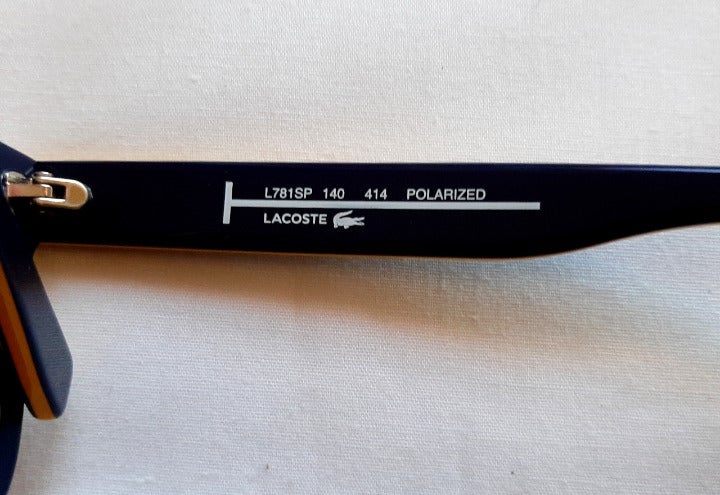 L781SP 140 414 POLARIZED
LACOSTE